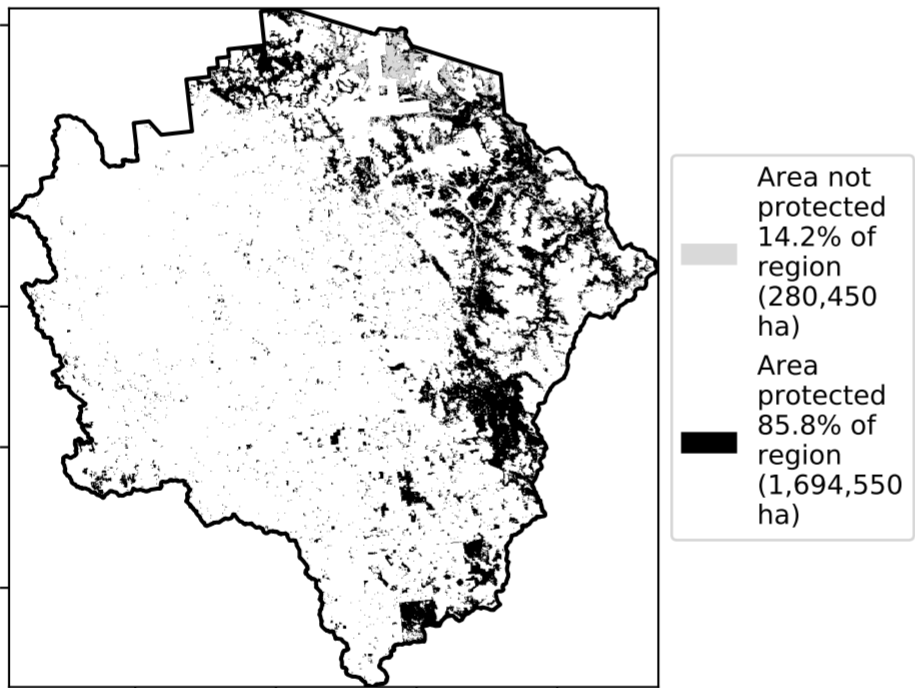 Area not
protected
14.2% of
region
(280,450
ha)
Area
protected
85.8% of
region
(1,694,550
ha)